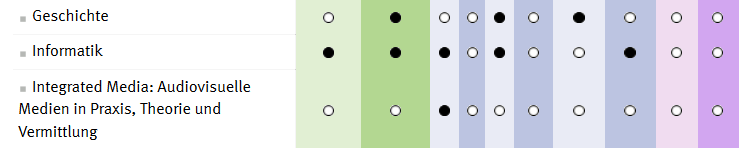 Geschichte
Informatik
Integrated Media: Audiovisuelle
Medien in Praxis, Theorie und
Vermittlung